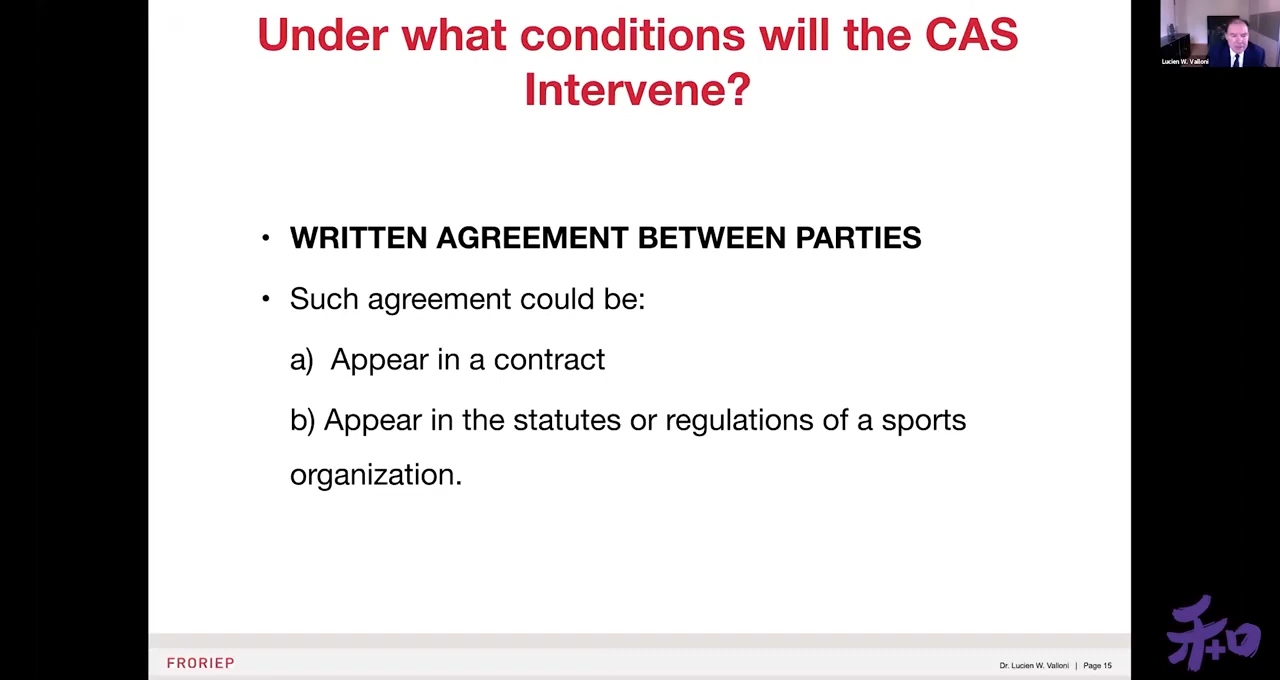 Under what conditions will the CAS
Intervene?
Lucien W. Valloni
• WRITTEN AGREEMENT BETWEEN PARTIES
• Such agreement could be:
a) Appear in a contract
b) Appear in the statutes or regulations of a sports
organization.
FRORIEP
Dr. Lucien W. Valloni | Page 15
和